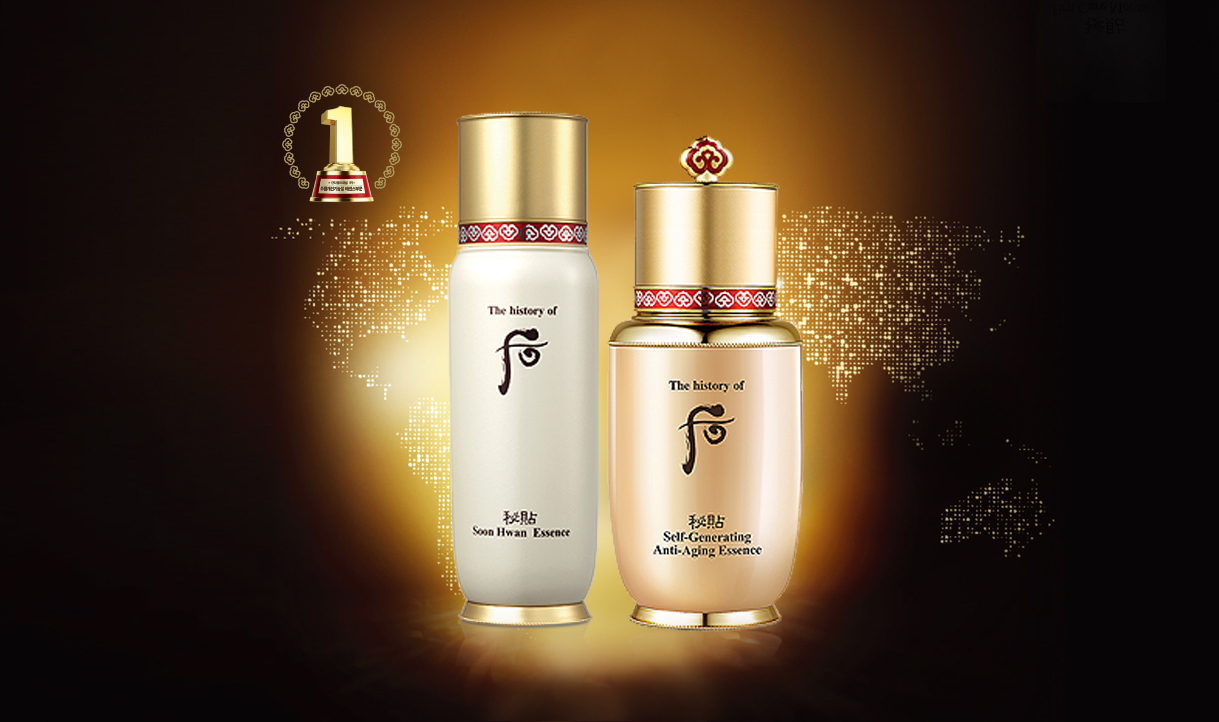 1
The history of
后
秘貼
Soon Hwan Essence
The history of
后
秘貼
Self-Generating
Anti-Aging Essence